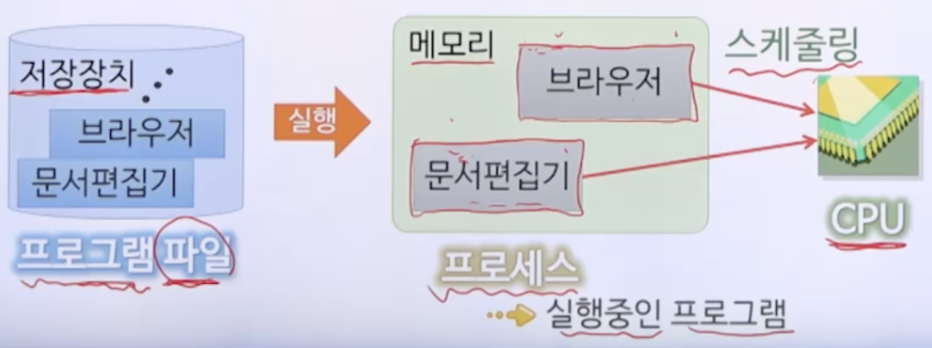 저장장치
브라우저
문서편집기
프로그램 파일
실행
메모리
브라우저
문서편집기
프로세스
실행중인 프로그램
스케줄링
CPU